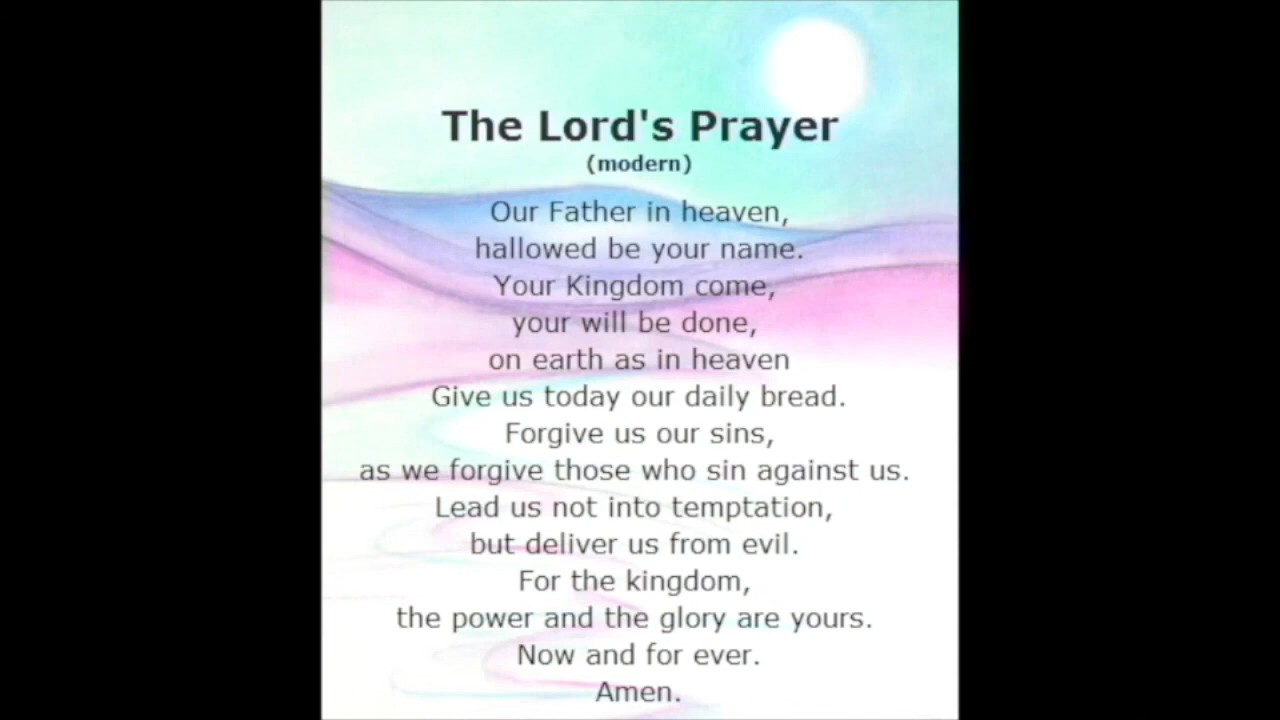 The Lord's Prayer
(modern)
Our Father in heaven,
hallowed be your name.
Your Kingdom come,
your will be done,
on earth as in heaven
Give us today our daily bread.
Forgive us our sins,
as we forgive those who sin against us.
Lead us not into temptation,
but deliver us from evil.
For the kingdom,
the power and the glory are yours.
Now and for ever.
Amen.